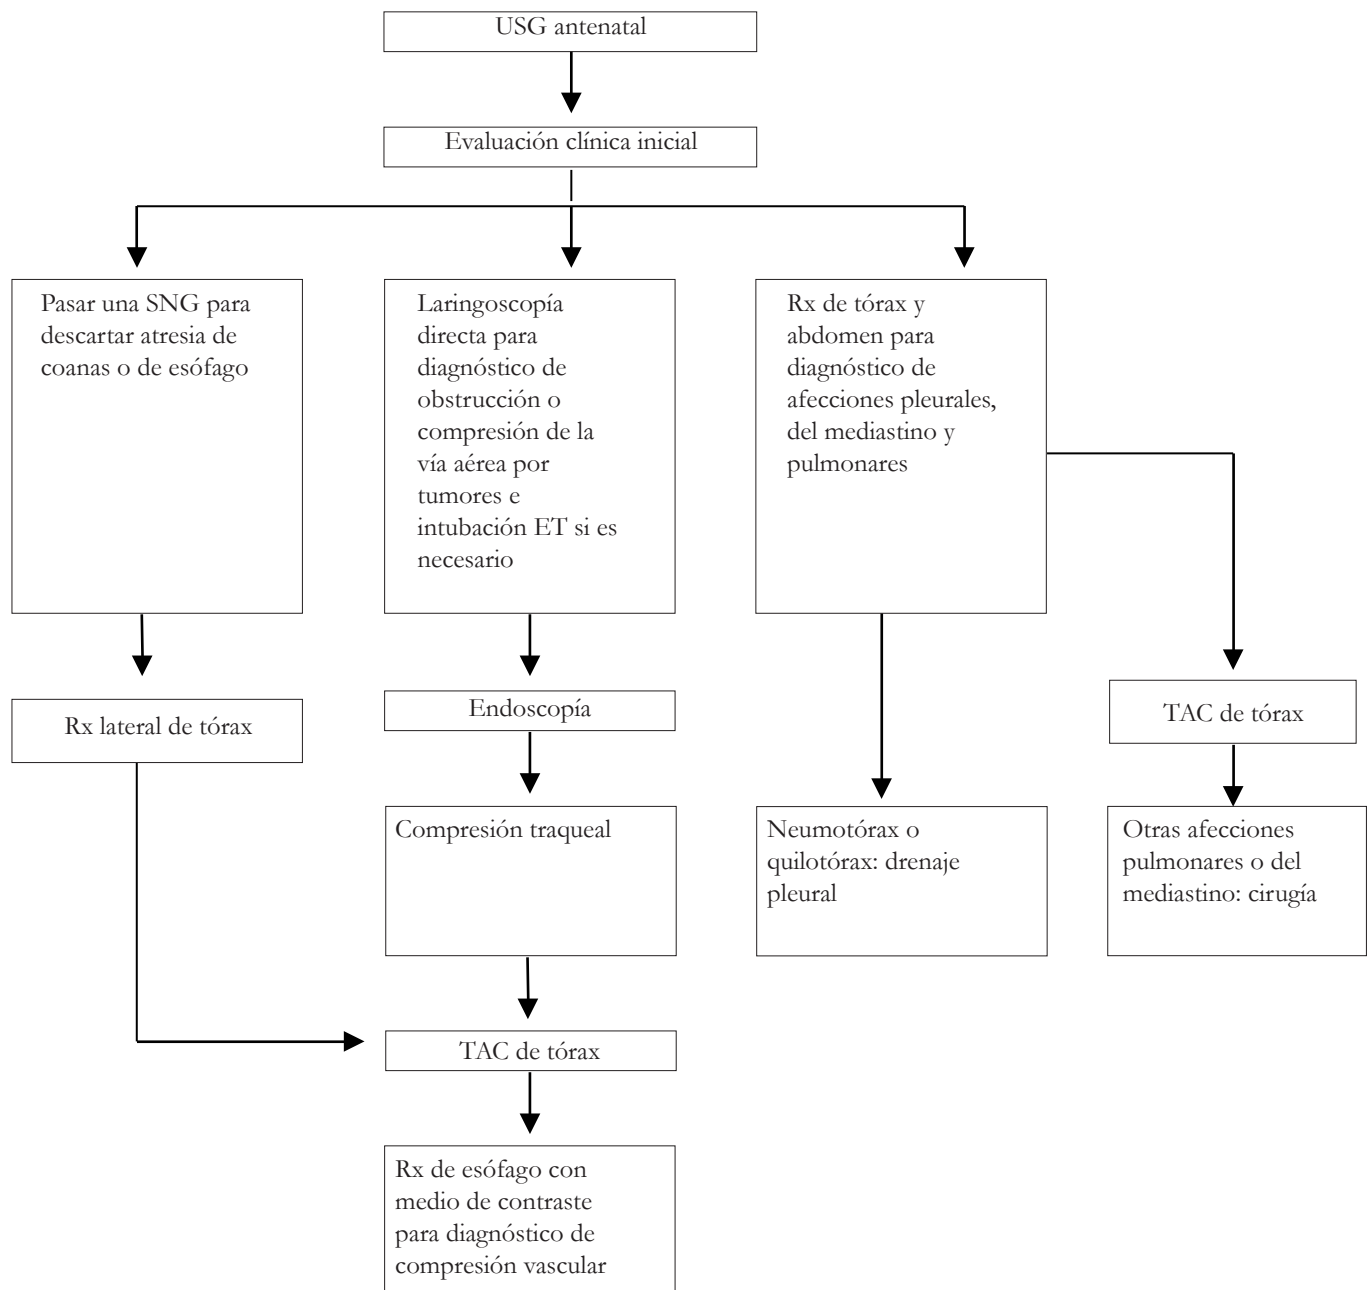 USG antenatal
Evaluación clínica inicial
Pasar una SNG para
descartar atresia de
coanas o de esófago
Laringoscopía
directa para
diagnóstico de
obstrucción o
compresión de la
vía aérea por
tumores e
intubación ET si es
necesario
Rx de tórax y
abdomen para
diagnóstico de
afecciones pleurales,
del mediastino y
pulmonares
Rx lateral de tórax
Endoscopía
TAC de tórax
Compresión traqueal
Neumotórax o
quilotórax: drenaje
pleural
Otras afecciones
pulmonares o del
mediastino: cirugía
TAC de tórax
Rx de esófago con
medio de contraste
para diagnóstico de
compresión vascular